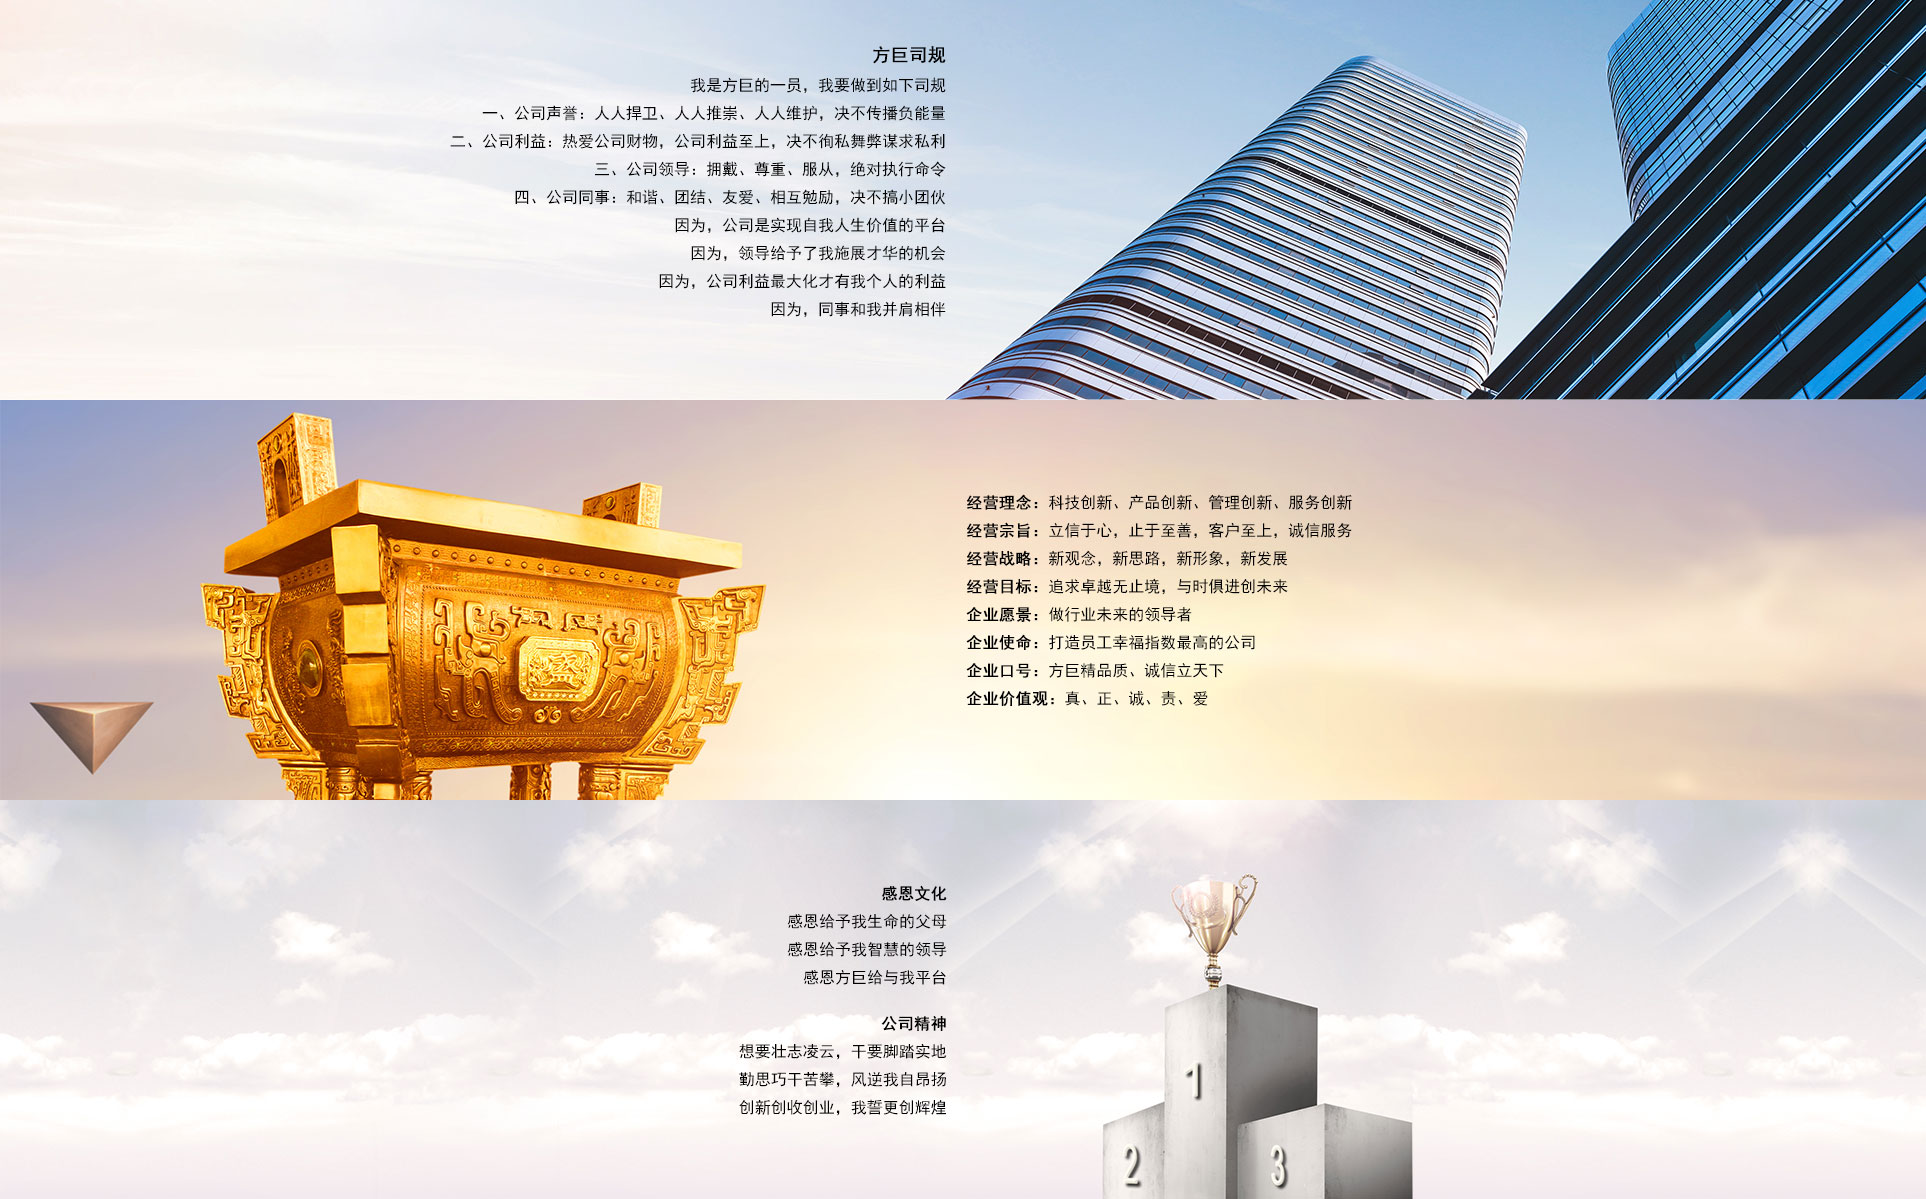 方巨司规
我是方巨的一员，我要做到如下司规
一、公司声誉：人人捍卫、人人推崇、人人维护，决不传播负能量
二、公司利益：热爱公司财物，公司利益至上，决不徇私舞弊谋求私利
三、公司领导：拥戴、尊重、服从，绝对执行命令
四、公司同事：和谐、团结、友爱、相互勉励，决不搞小团伙
因为，公司是实现自我人生价值的平台
因为，领导给予了我施展才华的机会
因为，公司利益最大化才有我个人的利益
因为，同事和我并肩相伴
经营理念：科技创新、产品创新、管理创新、服务创新
经营宗旨：立信于心，止于至善，客户至上，诚信服务
经营战略：新观念，新思路，新形象，新发展
经营目标：追求卓越无止境，与时俱进创未来
企业愿景：做行业未来的领导者
企业使命：打造员工幸福指数最高的公司
企业口号：方巨精品质、诚信立天下
企业价值观：真、正、诚、责、爱
感恩文化
感恩给予我生命的父母
感恩给予我智慧的领导
感恩方巨给与我平台
公司精神
想要壮志凌云，干要脚踏实地
勤思巧干苦攀，风逆我自昂扬
创新创收创业，我誓更创辉煌
1
2
3